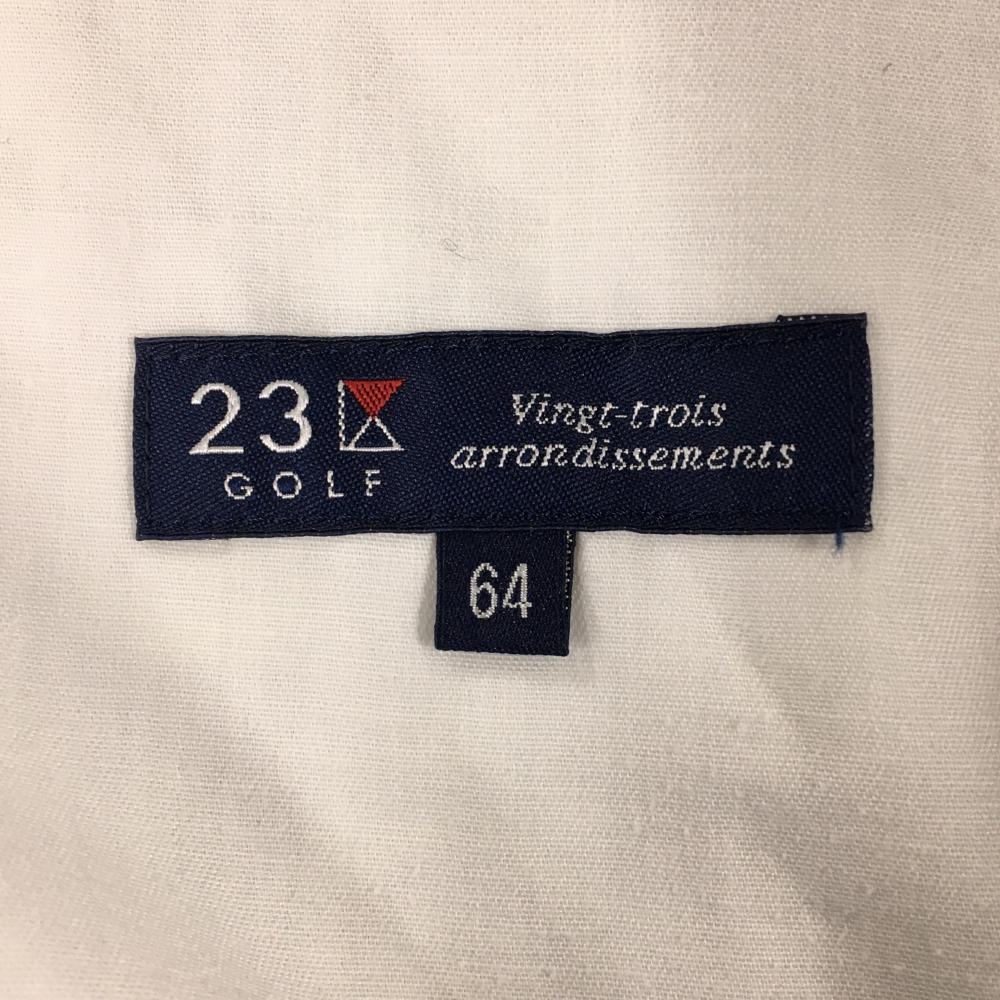 23
GOLF
Vingt-trois
arrondissements
64